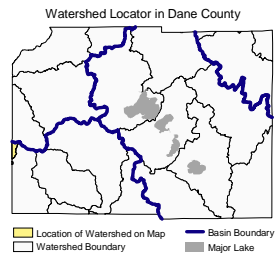 Watershed Locator in Dane County
Location of Watershed on Map
Basin Boundary
Watershed Boundary
Major Lake